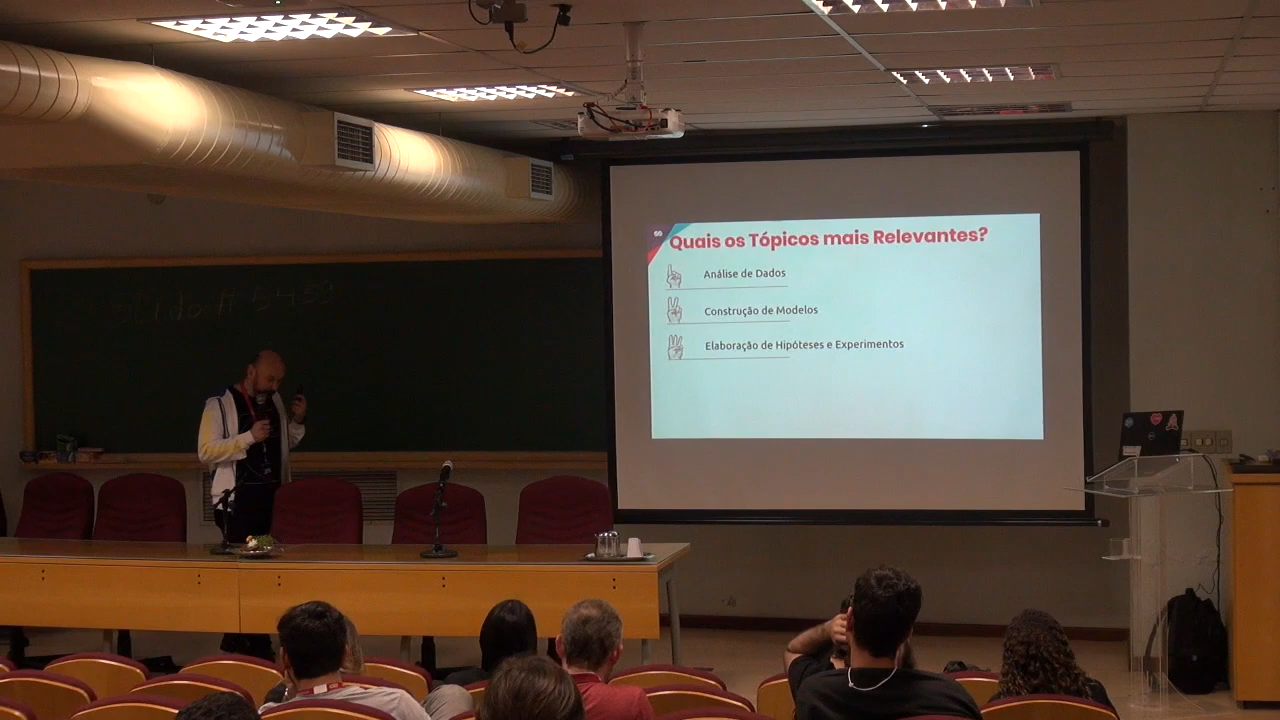 Quais os Tópicos mais Relevantes?
Análise de Dados
Construção de Modelos
Elaboração de Hipóteses e Experimentos